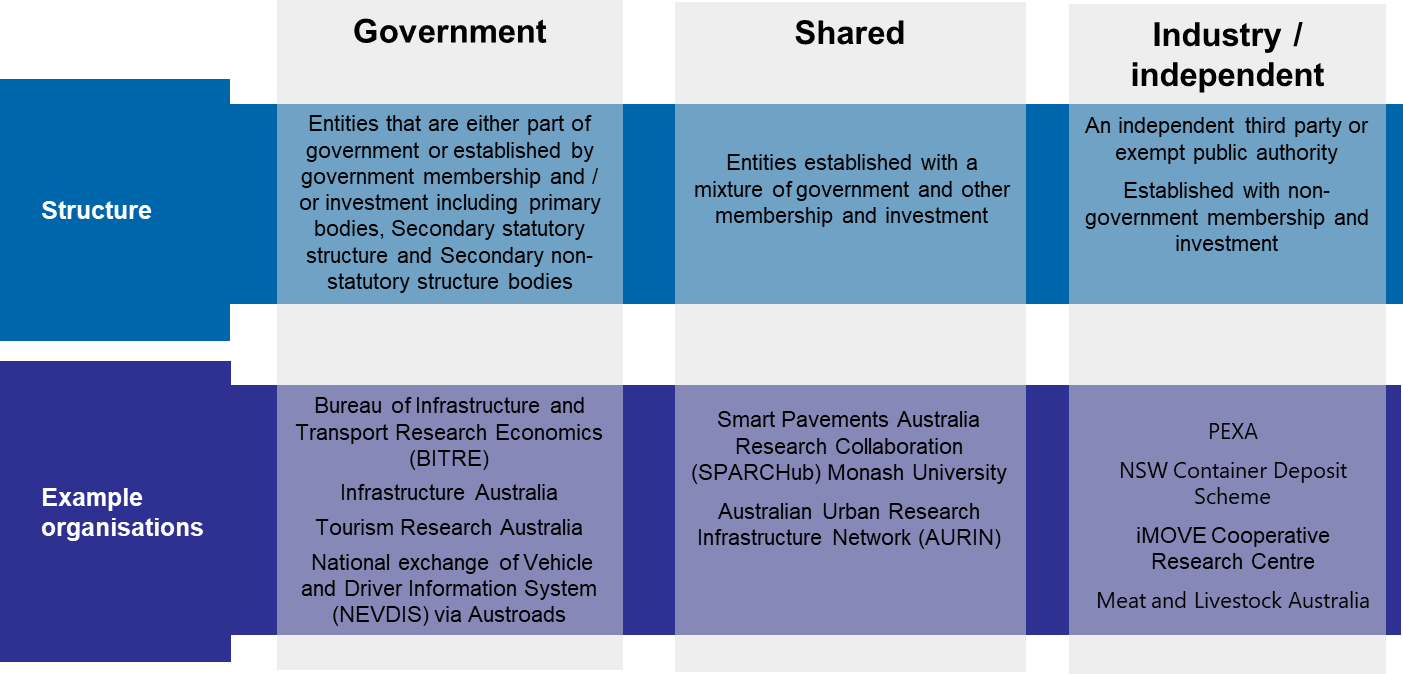 Government
Shared
Industry /
independent
Structure
Entities that are either part of
government or established by
government membership and /
or investment including primary
bodies, Secondary statutory
structure and Secondary non-
statutory structure bodies
Entities established with a
mixture of government and other
membership and investment
An independent third party or
exempt public authority
Established with non-
government membership and
investment
Example
organisations
Bureau of Infrastructure and
Transport Research Economics
(BITRE)
Infrastructure Australia
Tourism Research Australia
National exchange of Vehicle
and Driver Information System
(NEVDIS) via Austroads
Smart Pavements Australia
Research Collaboration
(SPARCHub) Monash University
Australian Urban Research
Infrastructure Network (AURIN)
PEXA
NSW Container Deposit
Scheme
iMOVE Cooperative
Research Centre
Meat and Livestock Australia